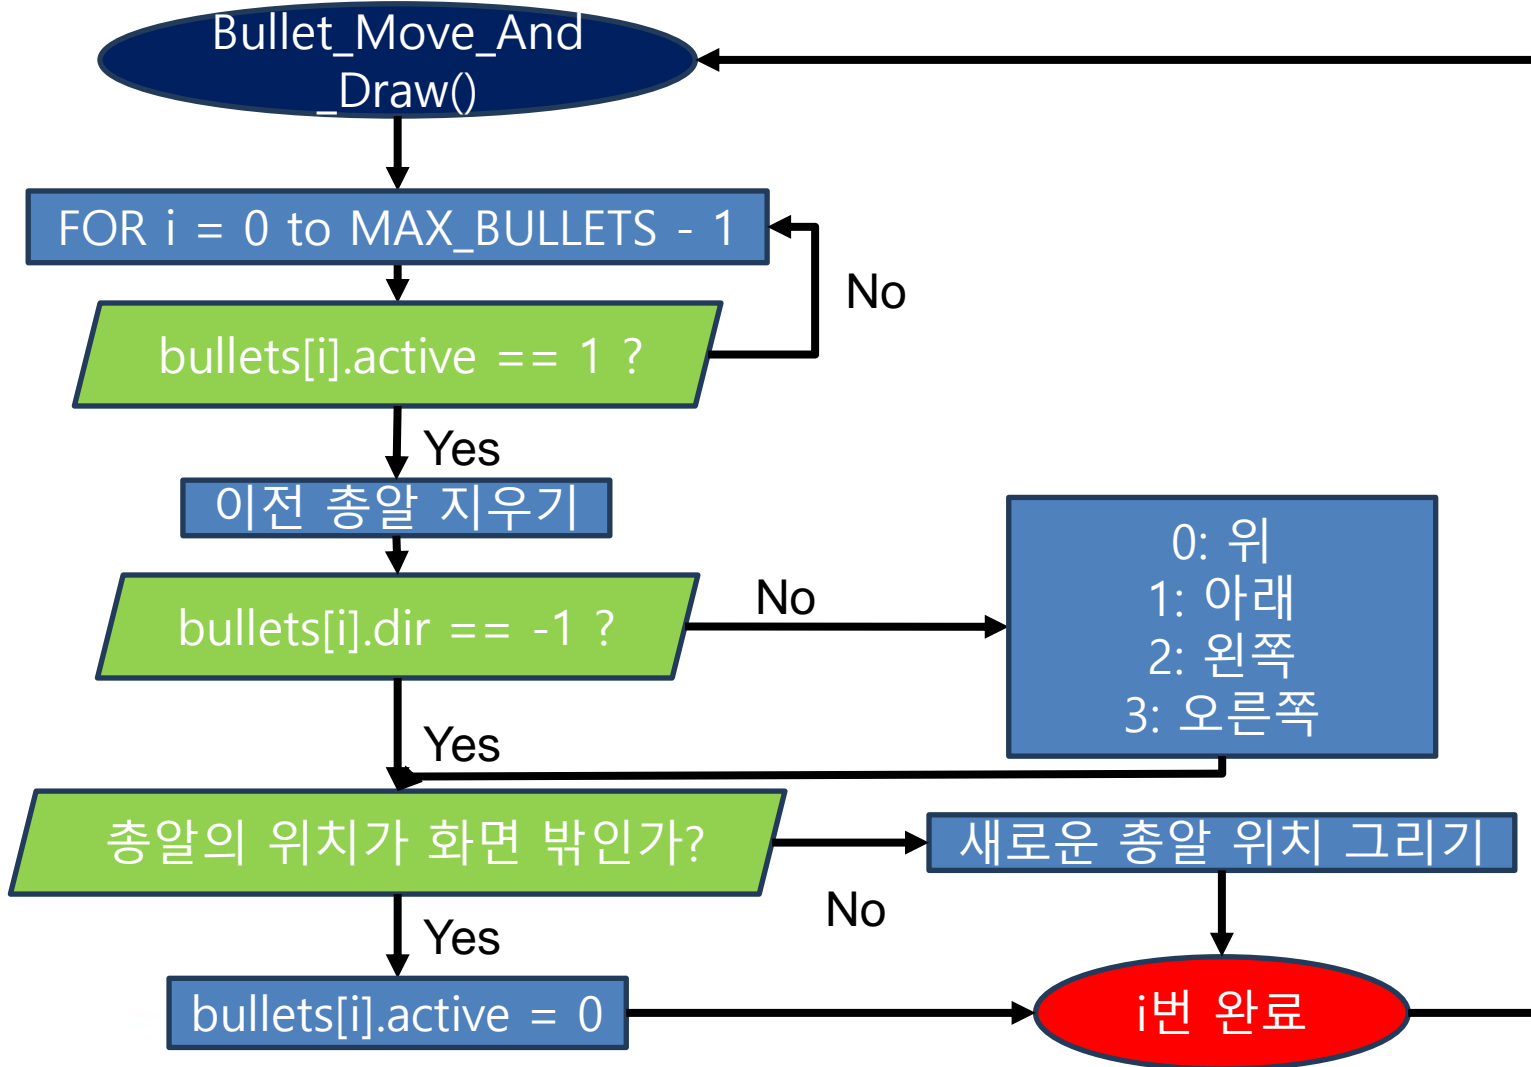 Bullet_Move_And
_Draw()
FOR i = 0 to MAX_BULLETS - 1
No
bullets[i].active == 1 ?
Yes
이전 총알 지우기
bullets[i].dir == -1 ?
No
0: 위
1: 아래
2: 왼쪽
3: 오른쪽
Yes
총알의 위치가 화면 밖인가?
No
새로운 총알 위치 그리기
Yes
bullets[i].active = 0
i번 완료